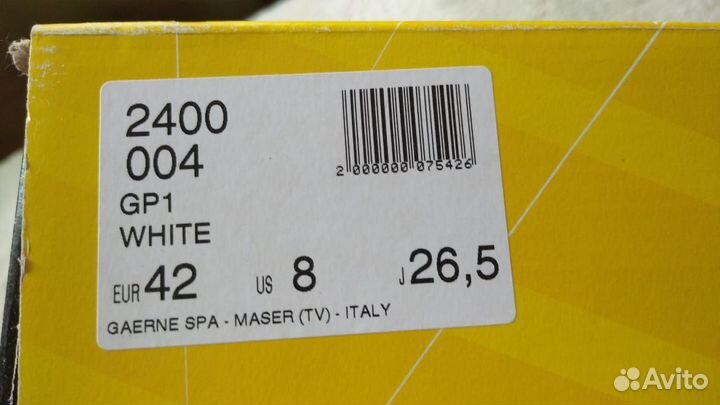 2400
004
GP1
WHITE
2 000000 075426
EUR 42 US 8 J 26,5
GAERNE SPA - MASER (TV) - ITALY
Avito